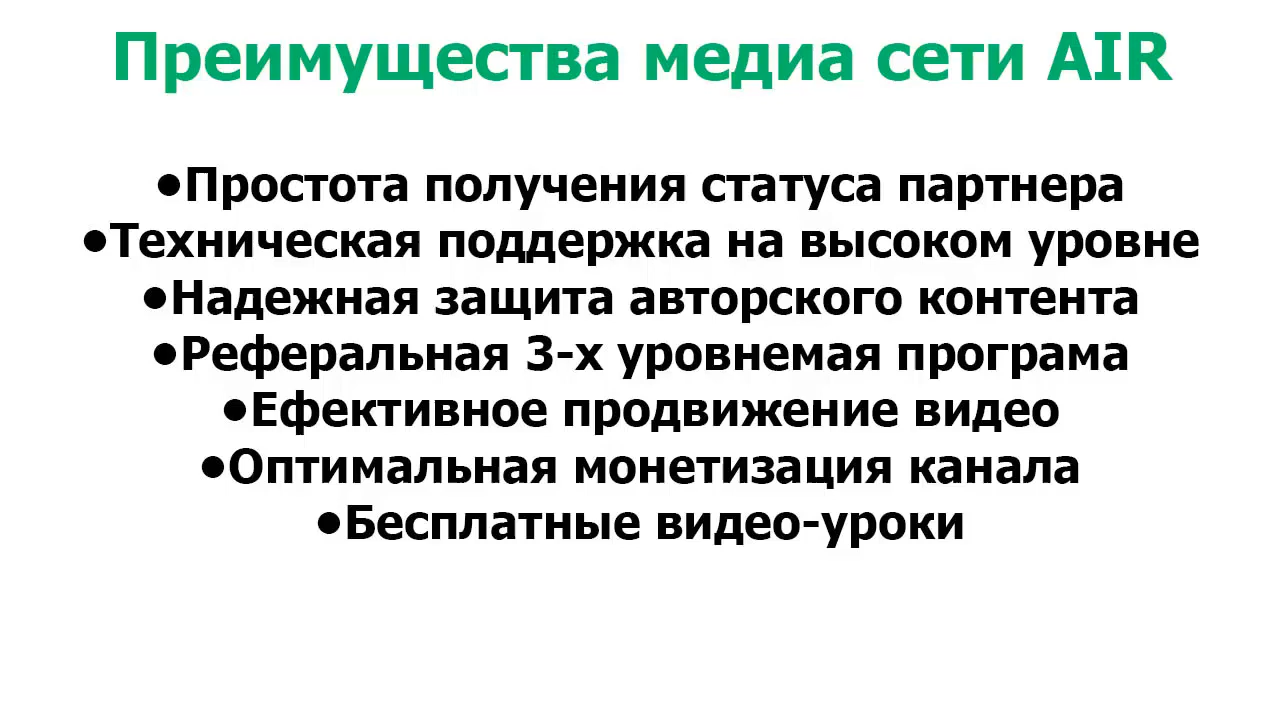 Преимущества медиа сети AIR
•Простота получения статуса партнера
•Техническая поддержка на высоком уровне
•Надежная защита авторского контента
•Реферальная 3-х уровнемая програма
•Ефективное продвижение видео
•Оптимальная монетизация канала
•Бесплатные видео-уроки